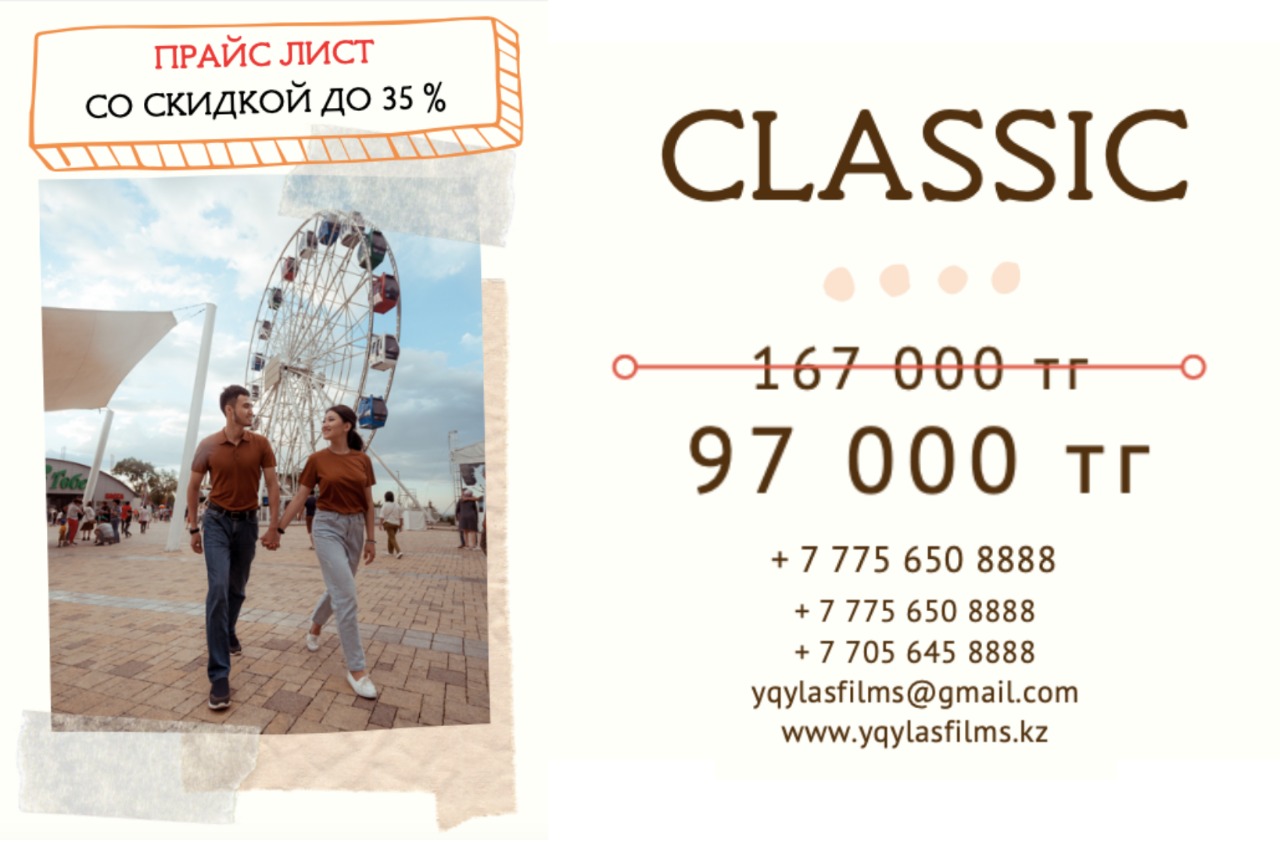 ПРАЙС ЛИСТ
СО СКИДКОЙ ДО 35 %
Тобе
CLASSIC
167 000 тг
97 000 тг
+ 7 775 650 8888
+ 7 775 650 8888
+ 7 705 645 8888
yqylasfilms@gmail.com
www.yqylasfilms.kz